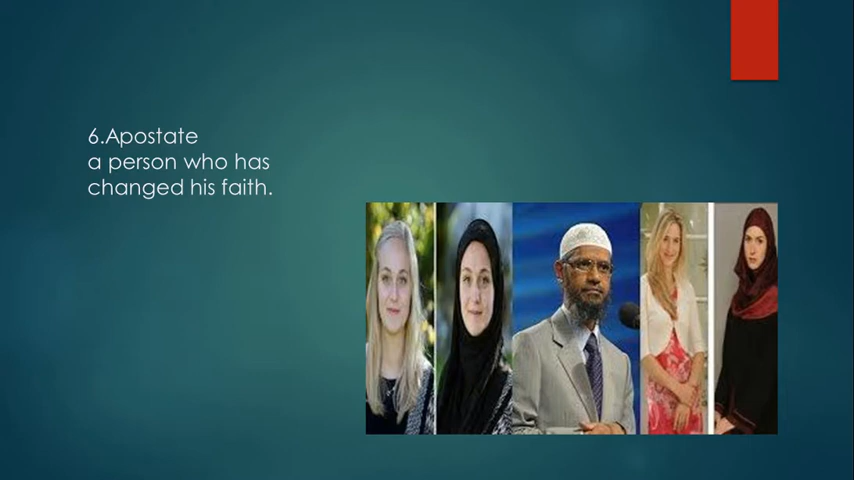 6.Apostate
a person who has
changed his faith.